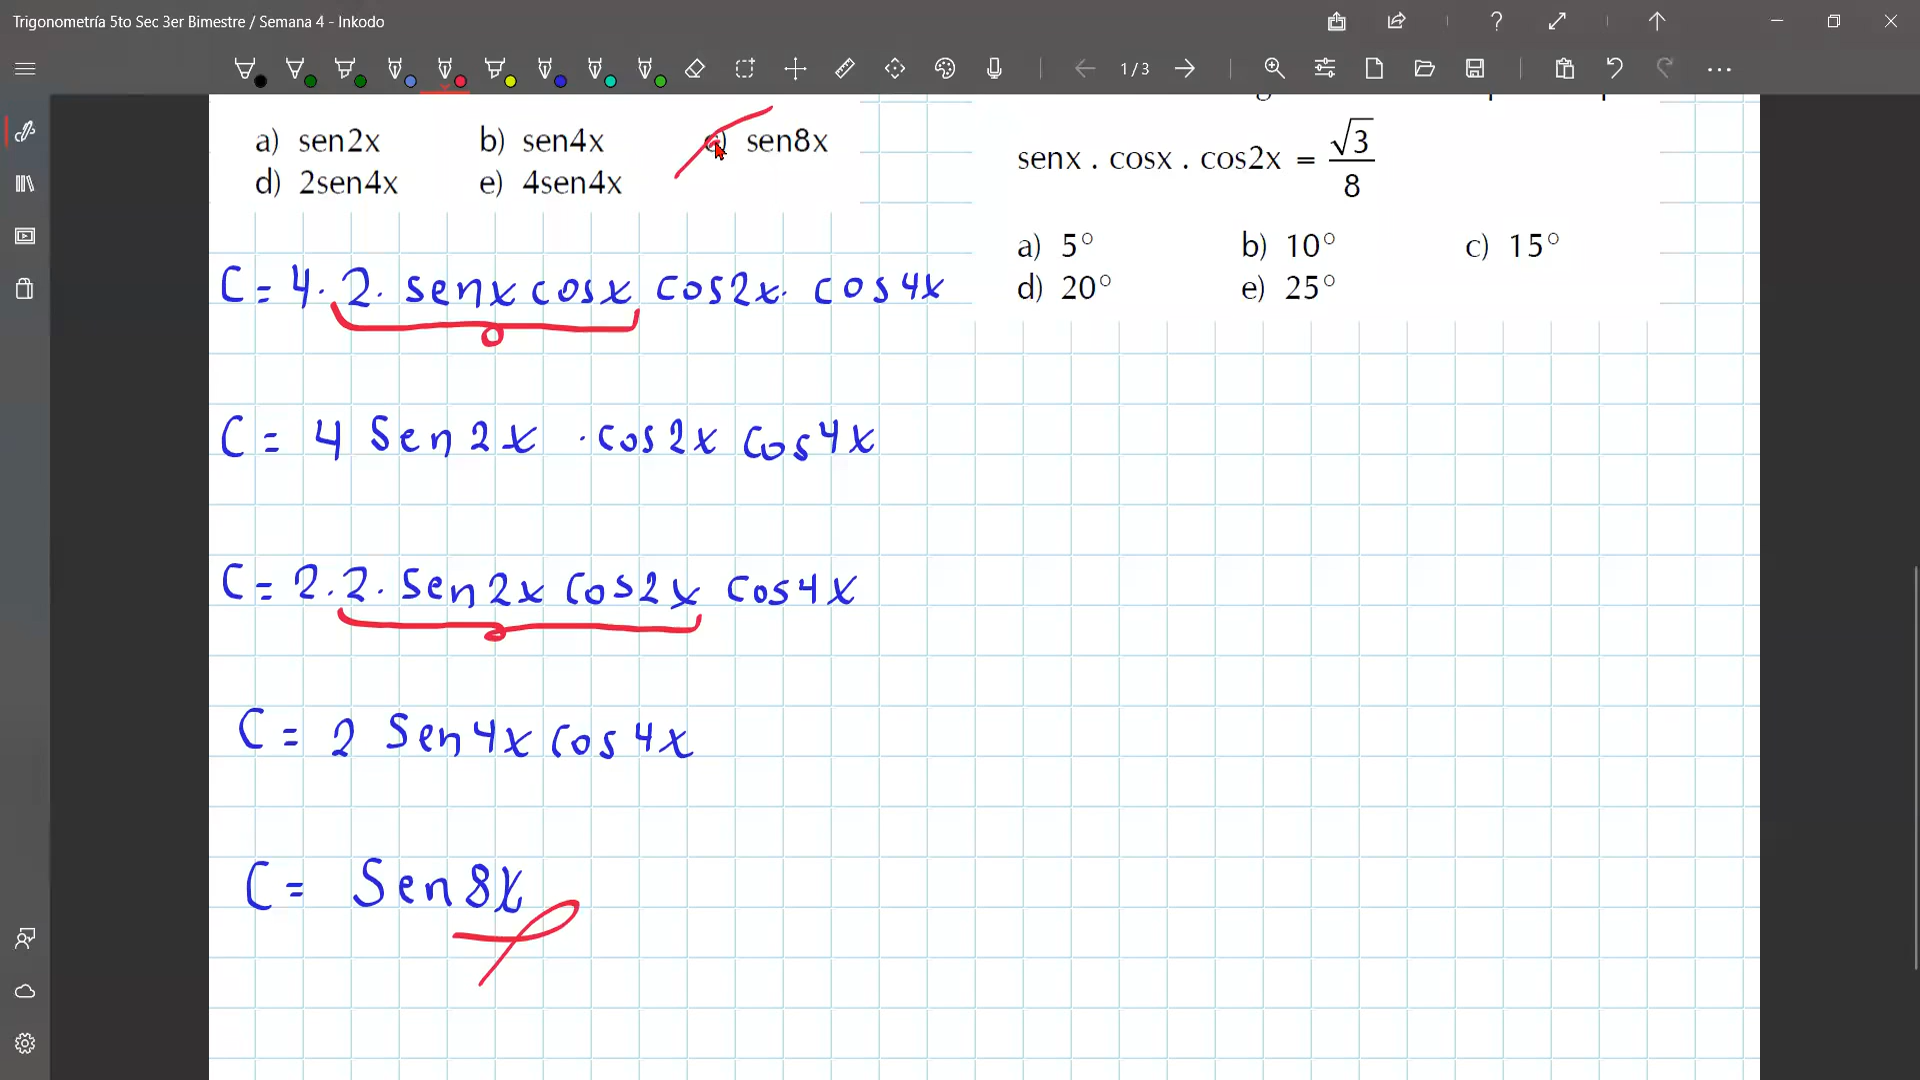 Trigonometría 5to Sec 3er Bimestre / Semana 4 - Inkodo
1 / 3
a) sen2x b) sen4x c) sen8x
d) 2sen4x e) 4sen4x
C = 4 · 2 · senx cosx cos2x · cos4x
C = 4 Sen2x · cos2x cos4x
C = 2 . 2 · Sen2x cos2x cos4x
C = 2 Sen4x cos4x
C = Sen8x
senx . cosx . cos2x = √3/8
a) 5° b) 10° c) 15°
d) 20° e) 25°